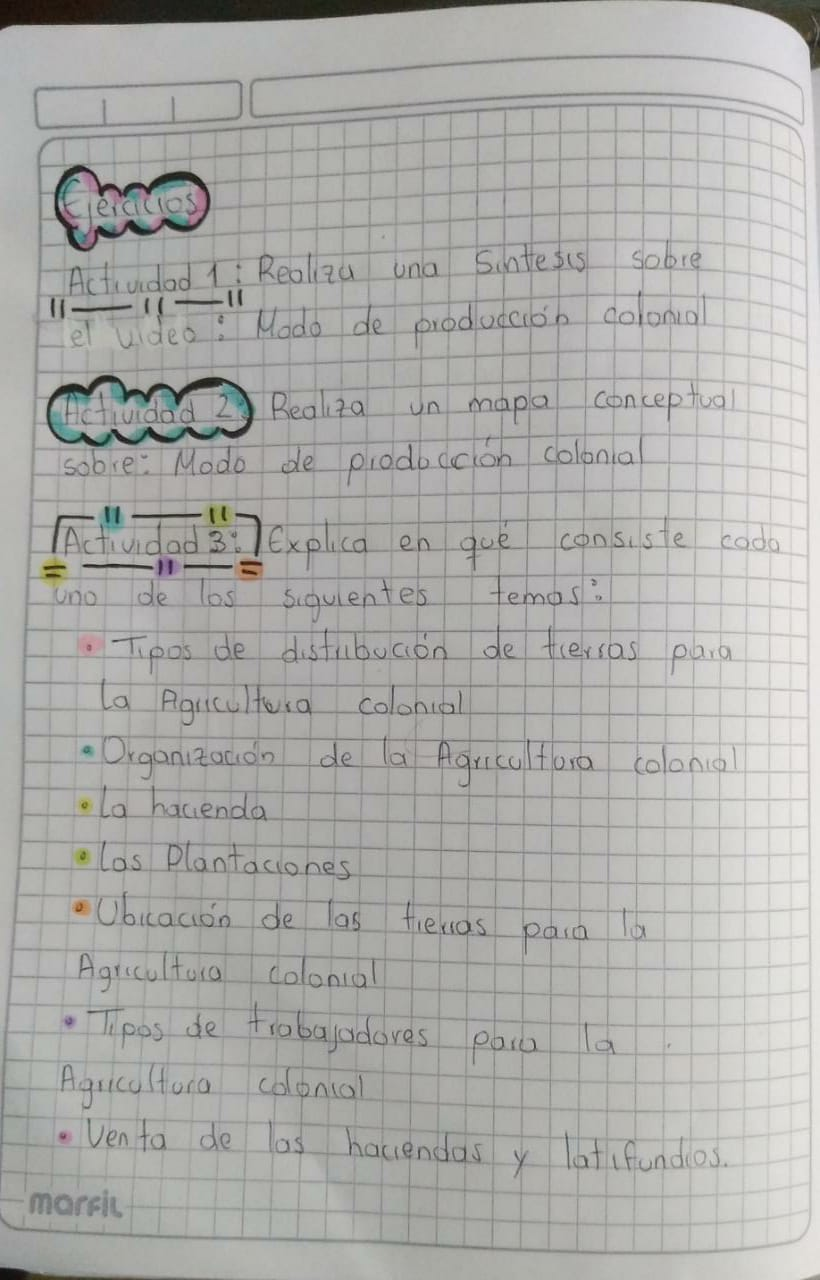 Ejercicios
Actividad 1: Realiza una Síntesis sobre
el video: Modo de producción colonial
Actividad 2: Realiza un mapa conceptual
sobre: Modo de producción colonial
Actividad 3: Explica en qué consiste cada
uno de los siguientes temas:
• Tipos de distribución de tierras para
la Agricultura colonial
• Organización de la Agricultura colonial
• La hacienda
• Las Plantaciones
• Ubicación de las tierras para la
Agricultura colonial
• Tipos de trabajadores para la
Agricultura colonial
• Venta de las haciendas y latifundios.
marfil